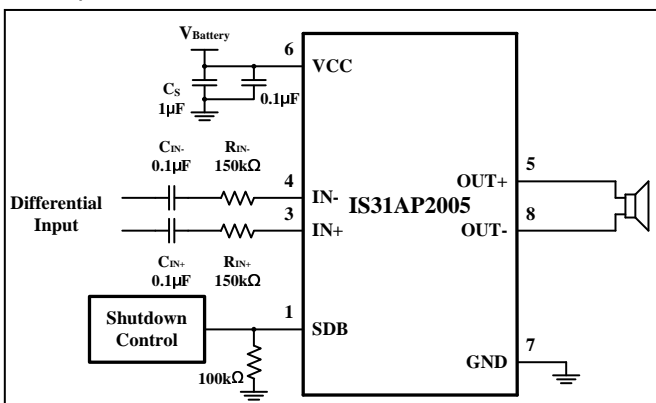 VBattery
6
VCC
CS
1µF
0.1µF
CIN-
0.1µF
RIN-
150kΩ
4
IN-
Differential
Input
3
IN+
IS31AP2005
OUT+
5
OUT-
8
CIN+
0.1µF
RIN+
150kΩ
Shutdown
Control
1
SDB
100kΩ
7
GND